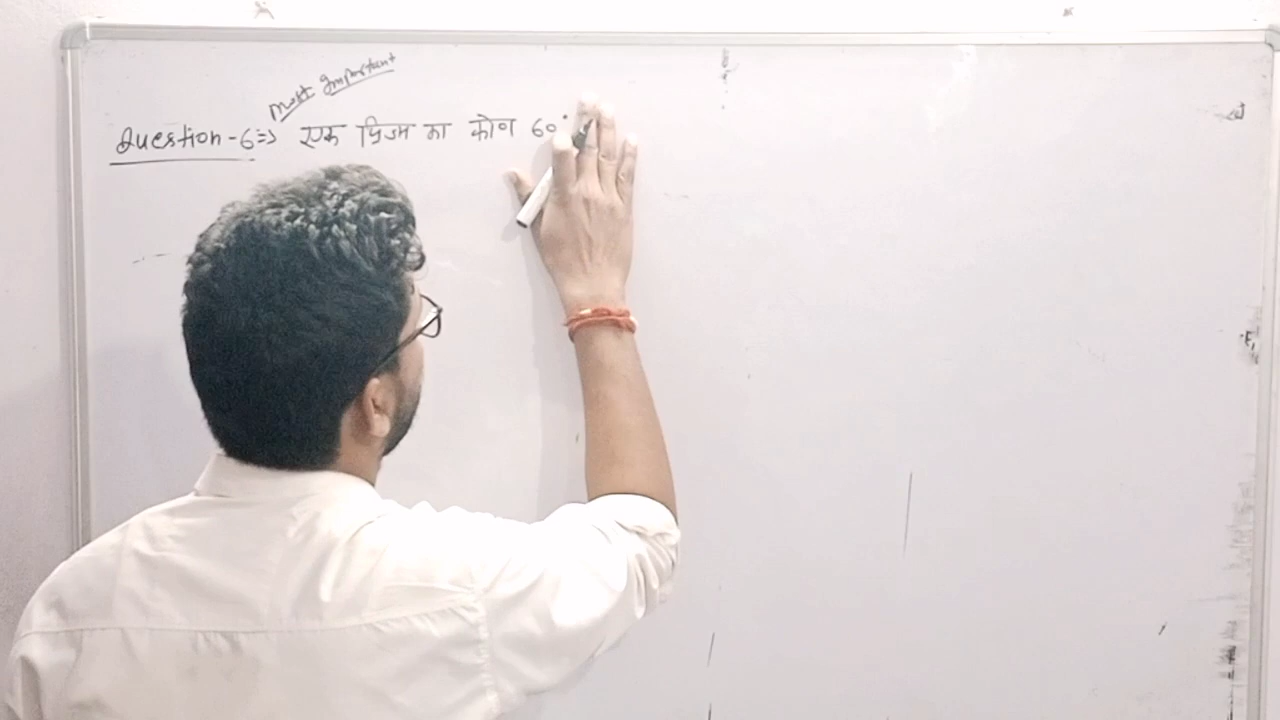 Most Important
Question-6⇒ एक प्रिज्म का कोण 60°